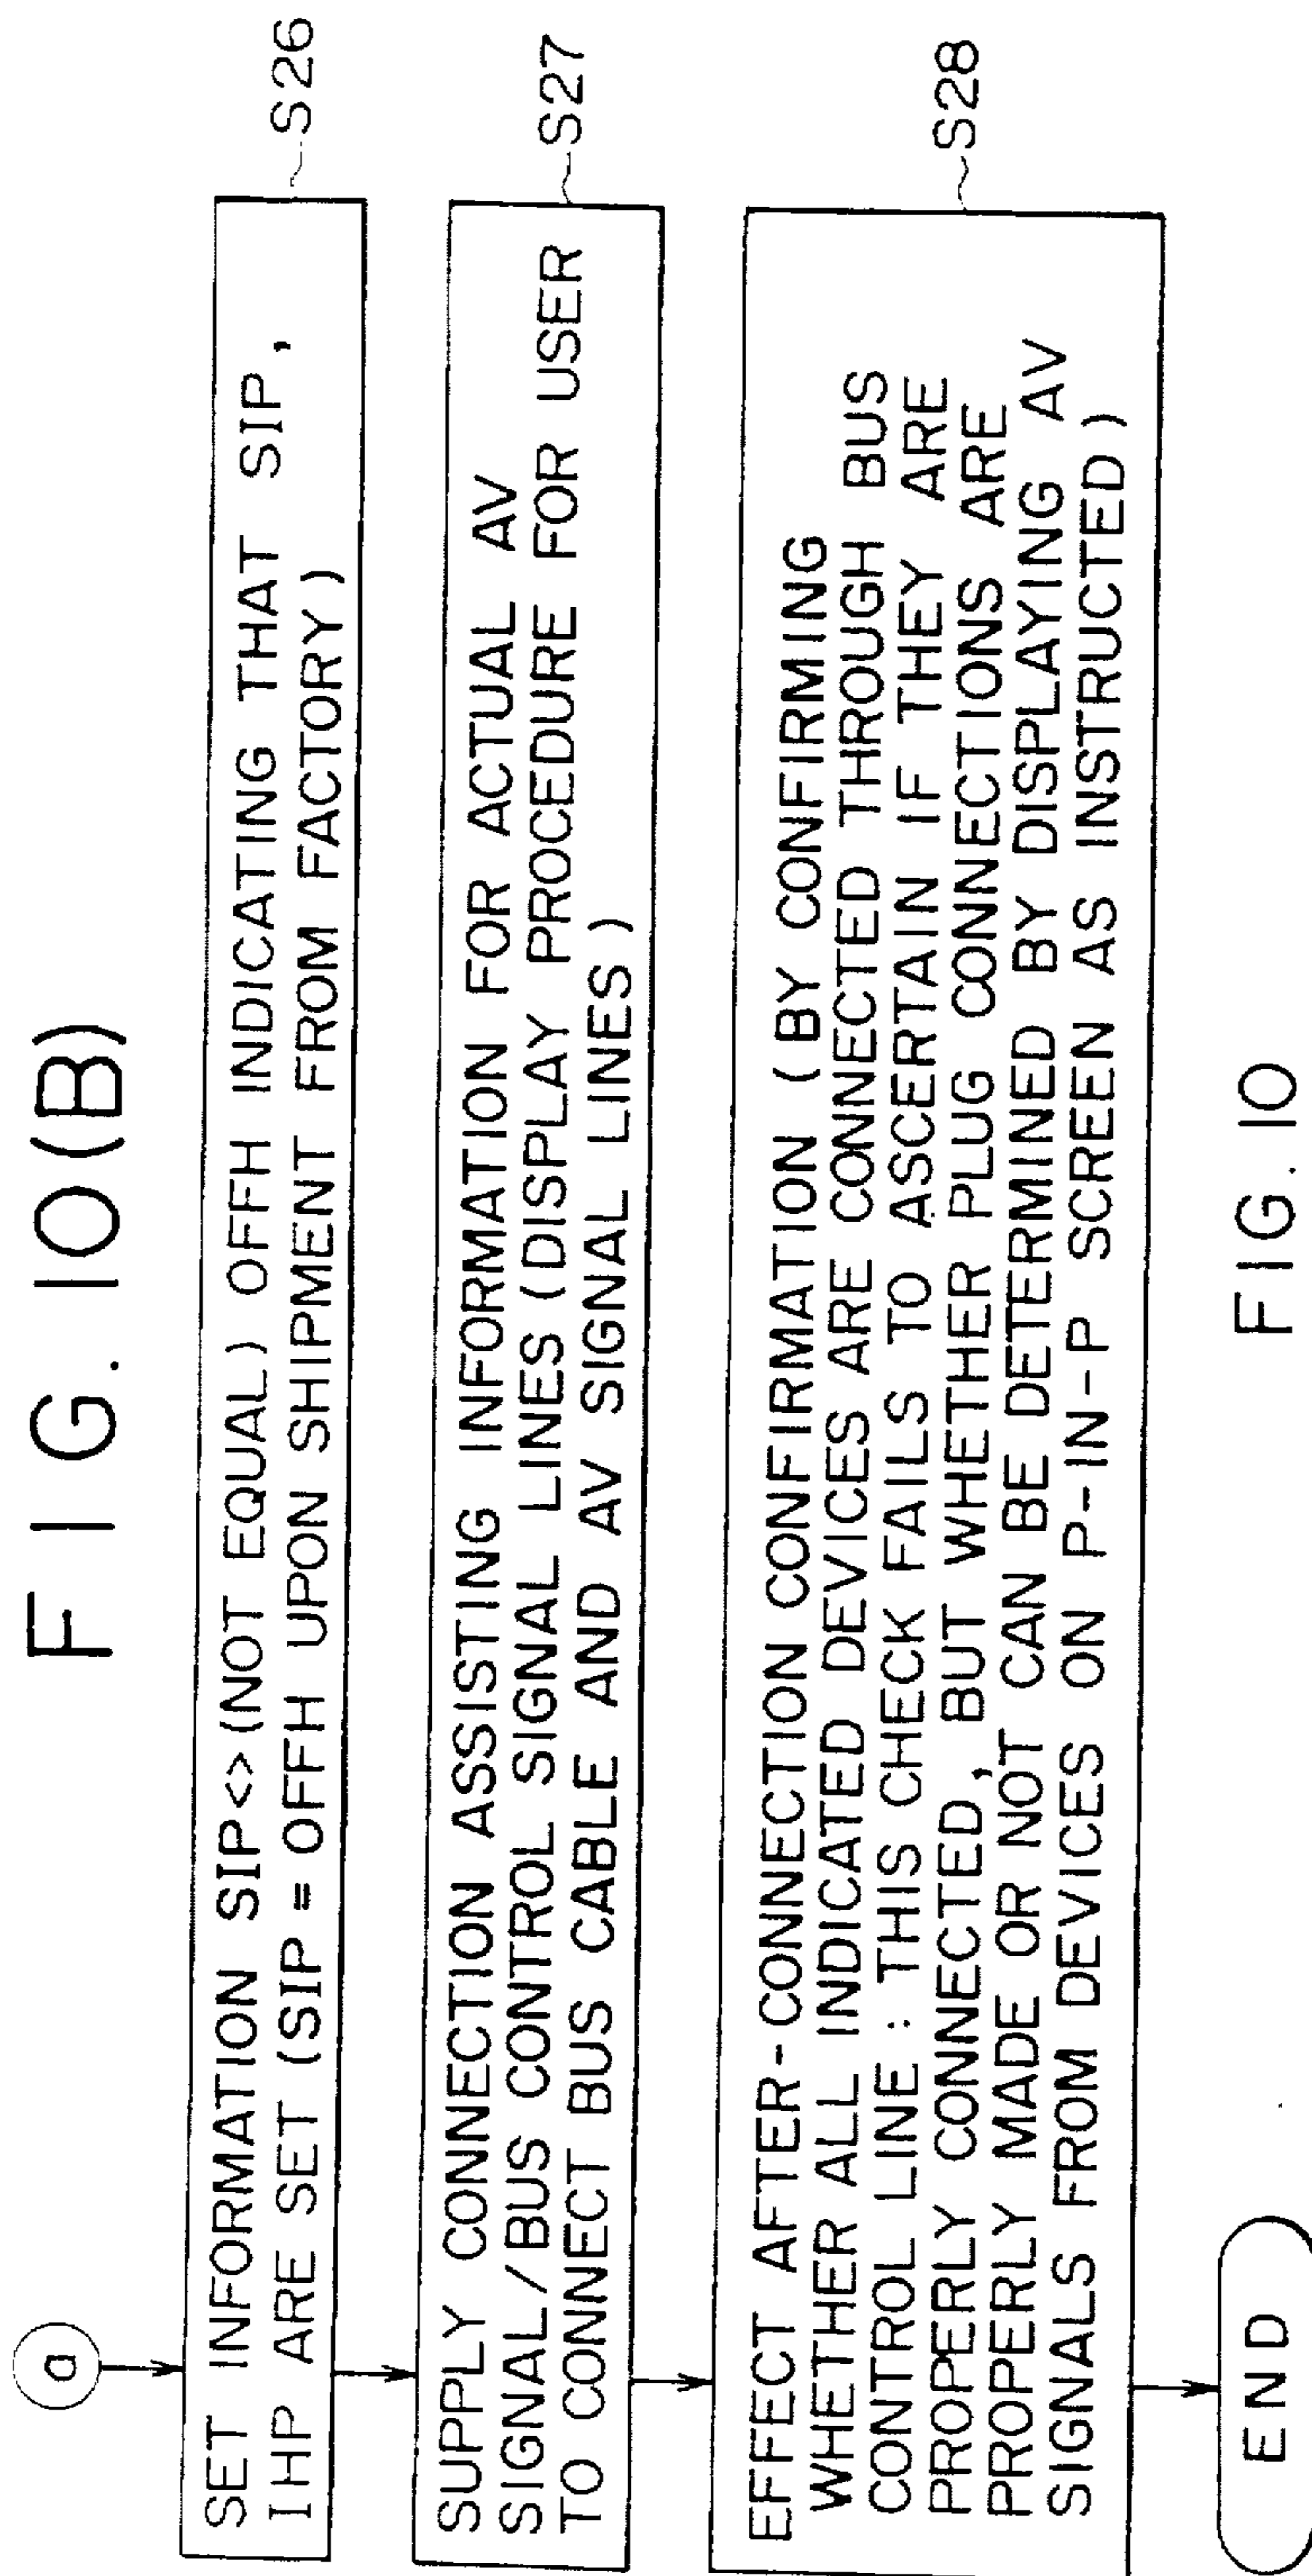 FIG. 10(B)
a
SET INFORMATION SIP<>(NOT EQUAL) OFFH INDICATING THAT SIP,
IHP ARE SET (SIP = OFFH UPON SHIPMENT FROM FACTORY)
~S26
SUPPLY CONNECTION ASSISTING INFORMATION FOR ACTUAL AV
SIGNAL/BUS CONTROL SIGNAL LINES (DISPLAY PROCEDURE FOR USER
TO CONNECT BUS CABLE AND AV SIGNAL LINES)
~S27
EFFECT AFTER-CONNECTION CONFIRMATION (BY CONFIRMING
WHETHER ALL INDICATED DEVICES ARE CONNECTED THROUGH BUS
CONTROL LINE : THIS CHECK FAILS TO ASCERTAIN IF THEY ARE
PROPERLY CONNECTED, BUT WHETHER PLUG CONNECTIONS ARE
PROPERLY MADE OR NOT CAN BE DETERMINED BY DISPLAYING AV
SIGNALS FROM DEVICES ON P-IN-P SCREEN AS INSTRUCTED)
~S28
END
FIG. 10